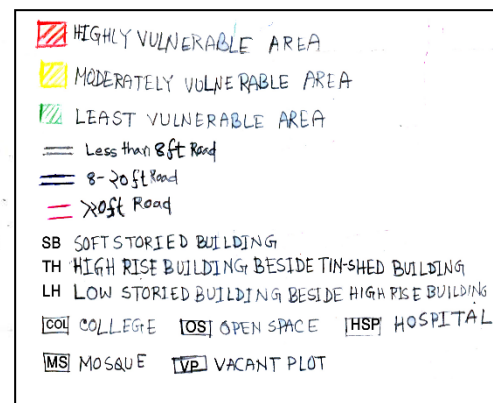 HIGHLY VULNERABLE AREA
MODERATELY VULNERABLE AREA
LEAST VULNERABLE AREA
Less than 8ft Road
8-20ft Road
>20ft Road
SB SOFT STORIED BUILDING
TH HIGH RISE BUILDING BESIDE TIN-SHED BUILDING
LH LOW STORIED BUILDING BESIDE HIGH RISE BUILDING
COL COLLEGE OS OPEN SPACE HSP HOSPITAL
MS MOSQUE VP VACANT PLOT